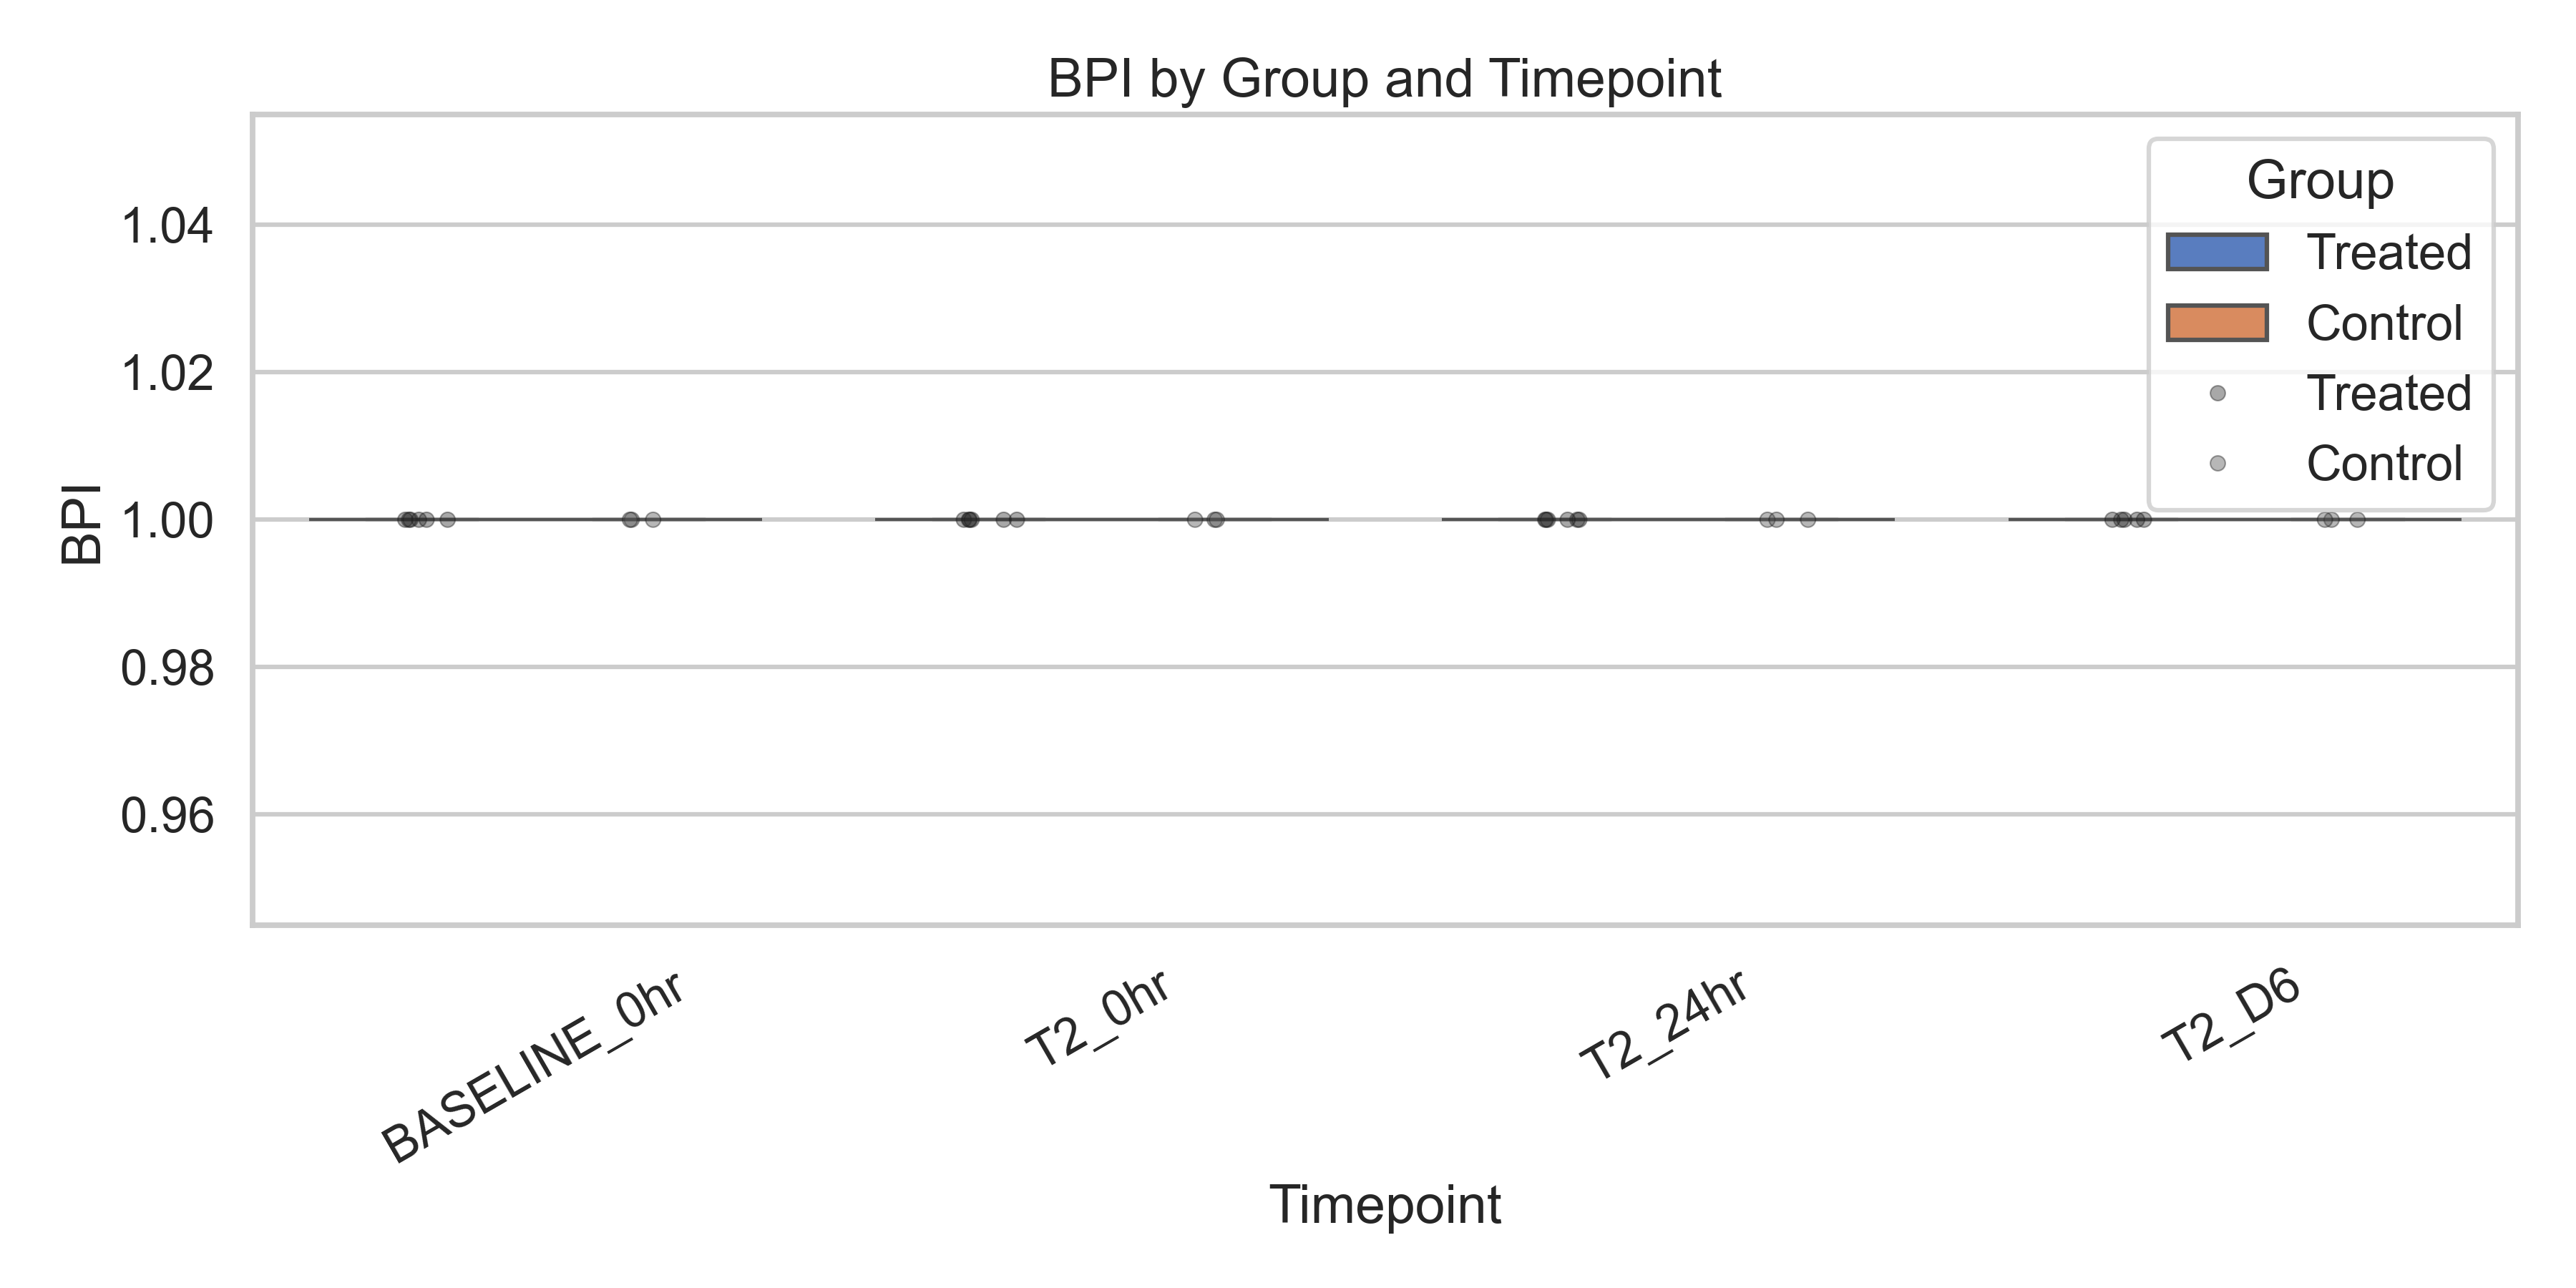 BPI by Group and Timepoint
Group
Treated
Control
Treated
Control
1.04
1.02
1.00
0.98
0.96
BPI
BASELINE_0hr
T2_0hr
T2_24hr
T2_D6
Timepoint